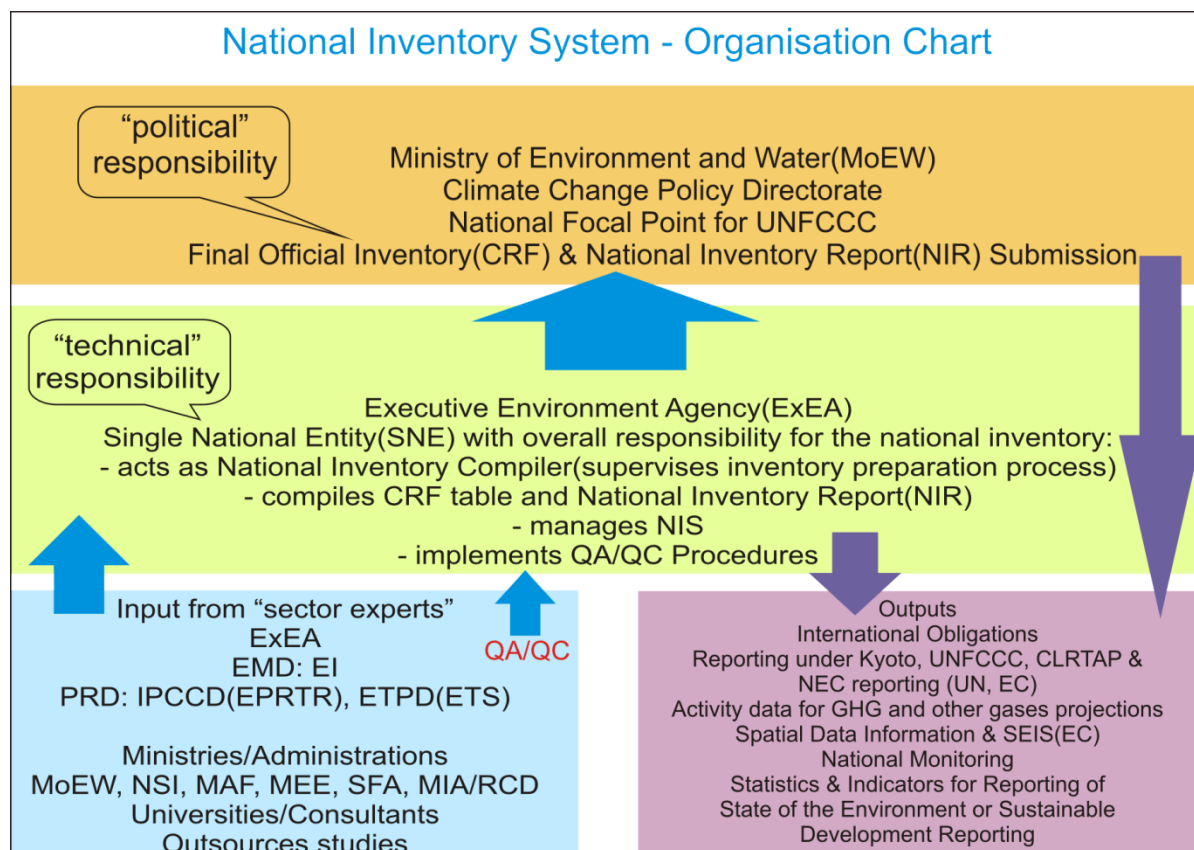 National Inventory System - Organisation Chart
“political”
responsibility
Ministry of Environment and Water(MoEW)
Climate Change Policy Directorate
National Focal Point for UNFCCC
Final Official Inventory(CRF) & National Inventory Report(NIR) Submission
“technical”
responsibility
Executive Environment Agency(ExEA)
Single National Entity(SNE) with overall responsibility for the national inventory:
- acts as National Inventory Compiler(supervises inventory preparation process)
- compiles CRF table and National Inventory Report(NIR)
- manages NIS
- implements QA/QC Procedures
Input from “sector experts”
ExEA
EMD: EI
PRD: IPCCD(EPRTR), ETPD(ETS)
Ministries/Administrations
MoEW, NSI, MAF, MEE, SFA, MIA/RCD
Universities/Consultants
Outsources studies
QA/QC
Outputs
International Obligations
Reporting under Kyoto, UNFCCC, CLRTAP &
NEC reporting (UN, EC)
Activity data for GHG and other gases projections
Spatial Data Information & SEIS(EC)
National Monitoring
Statistics & Indicators for Reporting of
State of the Environment or Sustainable
Development Reporting